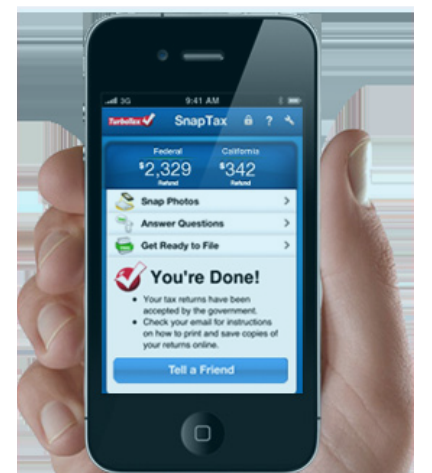 3G 9:41 AM
TurboTax SnapTax ?
Federal California
$2,329 $342
Refund Refund
Snap Photos
Answer Questions
Get Ready to File
You're Done!
• Your tax returns have been
accepted by the government.
• Check your email for instructions
on how to print and save copies of
your returns online.
Tell a Friend